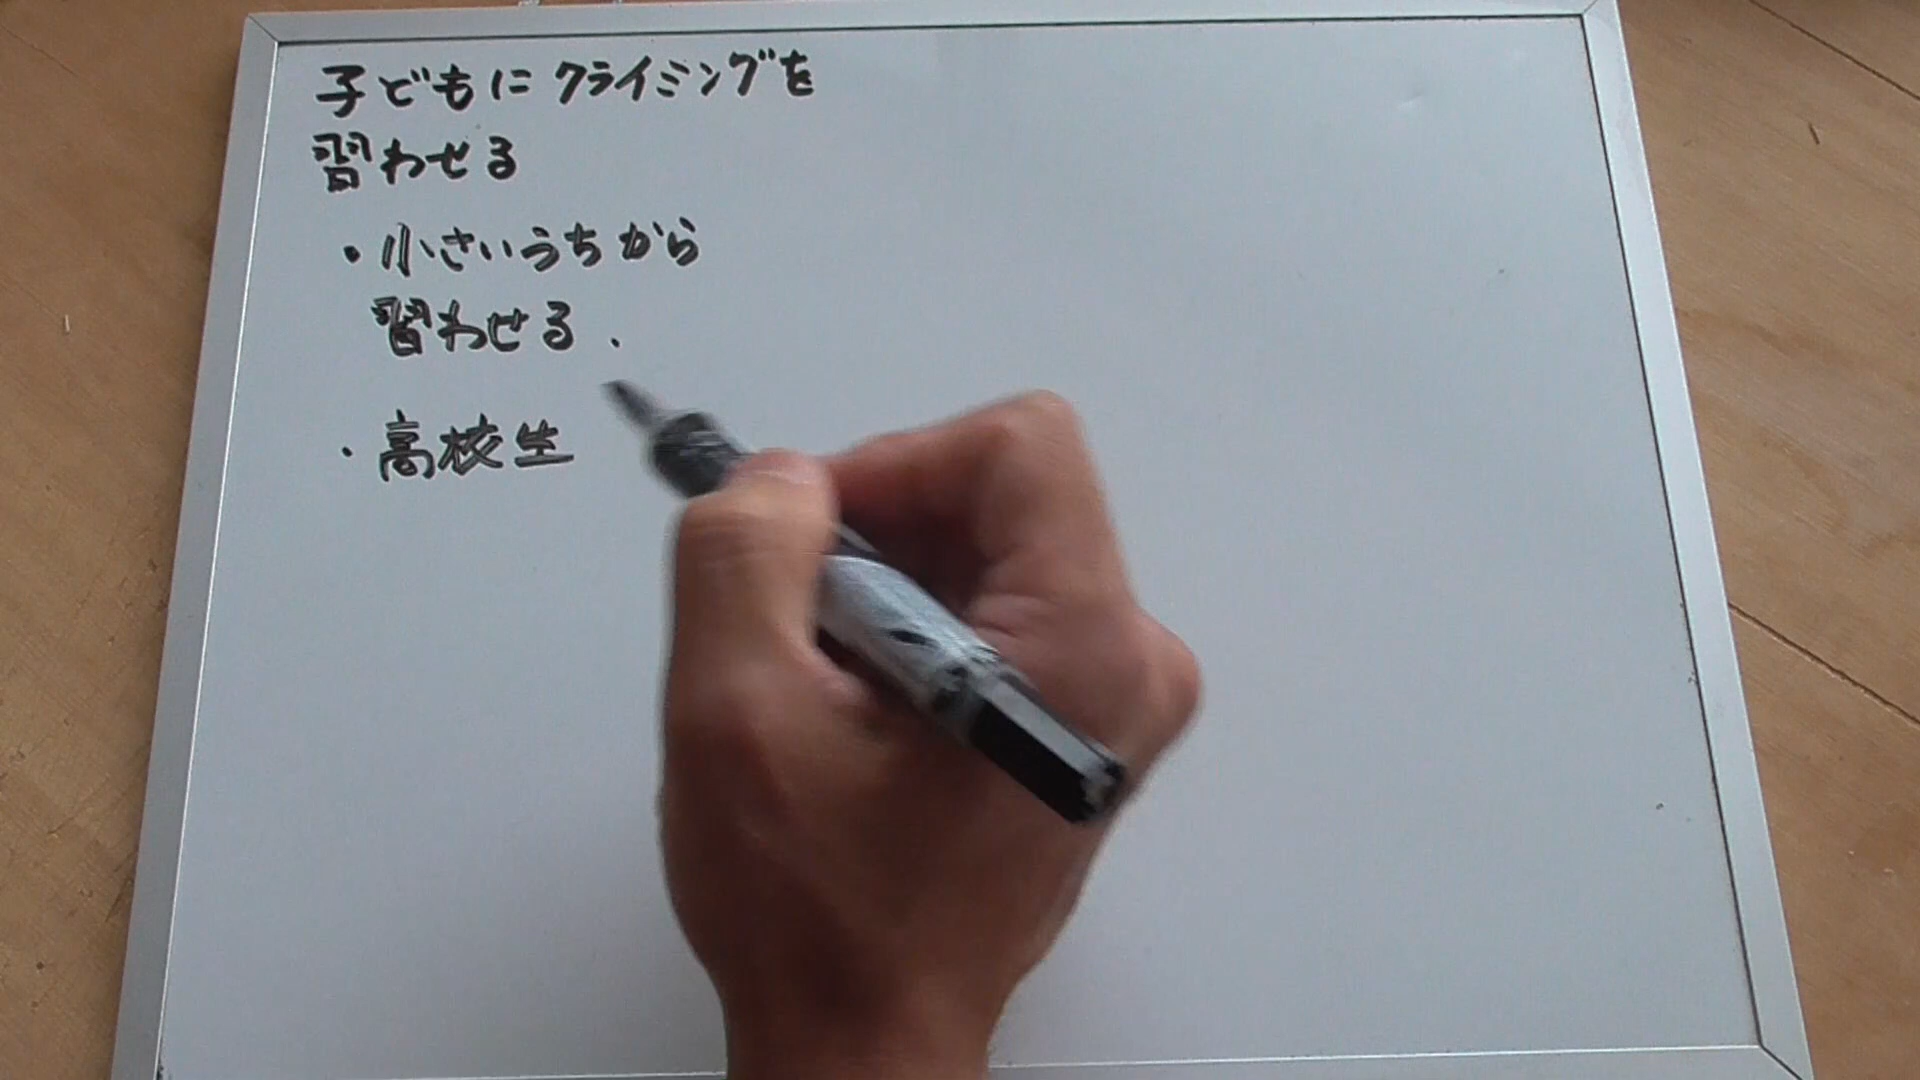 子どもにクライミングを
習わせる
・小さいうちから
習わせる.
・高校生